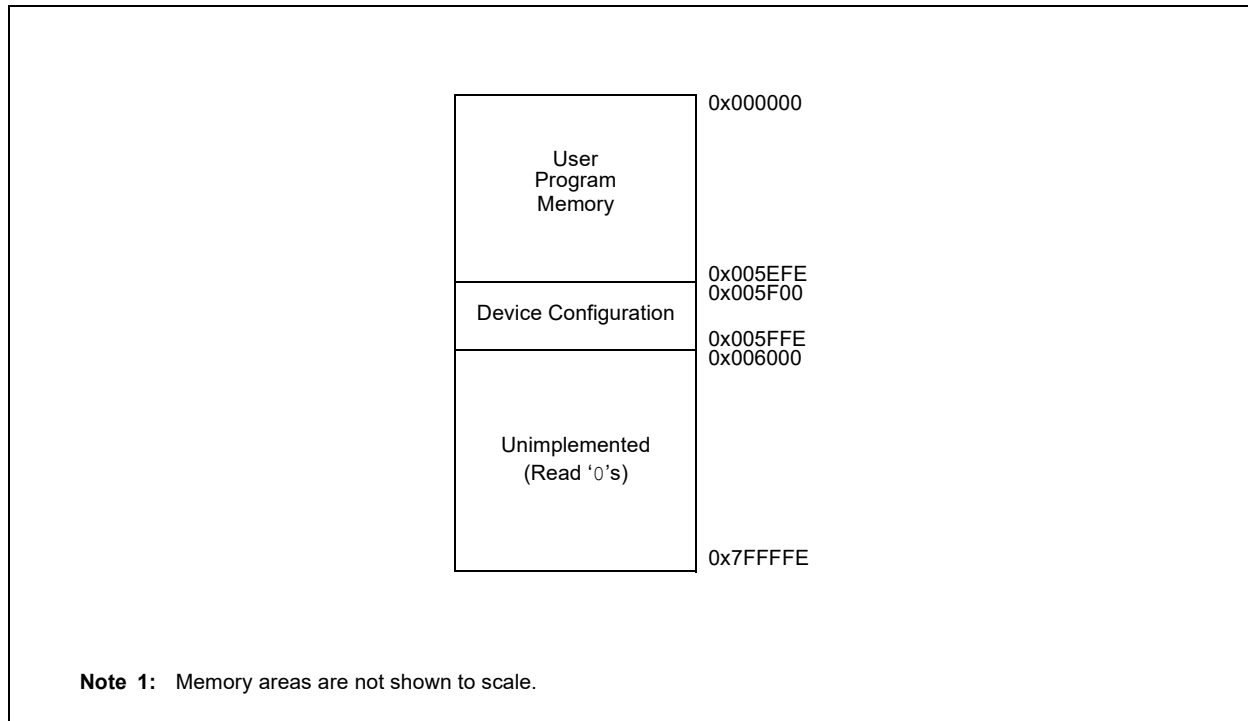 0x000000
User
Program
Memory
0x005EFE
0x005F00
Device Configuration
0x005FFE
0x006000
Unimplemented
(Read ‘0’s)
0x7FFFFE
Note 1: Memory areas are not shown to scale.